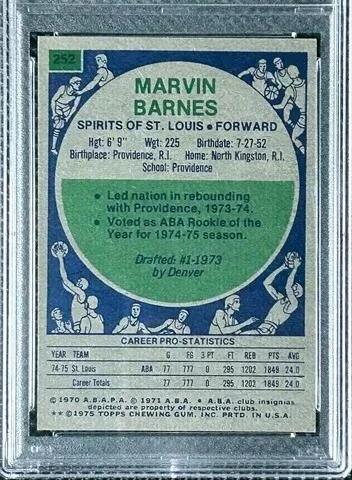 252
MARVIN
BARNES
SPIRITS OF ST. LOUIS • FORWARD
Hgt: 6' 9" Wgt: 225 Birthdate: 7-27-52
Birthplace: Providence, R.I. Home: North Kingston, R.I.
School: Providence
• Led nation in rebounding
with Providence, 1973-74.
• Voted as ABA Rookie of the
Year for 1974-75 season.
Drafted: #1-1973
by Denver
CAREER PRO-STATISTICS
YEAR TEAM G FG 3 PT FT REB PTS AVG
74-75 St. Louis ABA 77 777 0 295 1202 1849 24.0
Career Totals 77 777 0 295 1202 1849 24.0
© 1970 A.B.A.P.A. © 1971 A.B.A. • A.B.A. club insignias
depicted are property of respective clubs.
**© 1975 TOPPS CHEWING GUM, INC. PRTD. IN U.S.A.